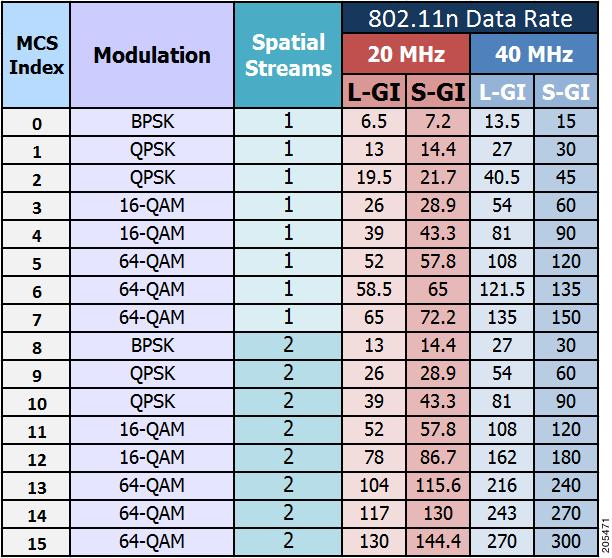 802.11n Data Rate
MCS Index Modulation Spatial Streams 20 MHz 40 MHz
L-GI S-GI L-GI S-GI
0 BPSK 1 6.5 7.2 13.5 15
1 QPSK 1 13 14.4 27 30
2 QPSK 1 19.5 21.7 40.5 45
3 16-QAM 1 26 28.9 54 60
4 16-QAM 1 39 43.3 81 90
5 64-QAM 1 52 57.8 108 120
6 64-QAM 1 58.5 65 121.5 135
7 64-QAM 1 65 72.2 135 150
8 BPSK 2 13 14.4 27 30
9 QPSK 2 26 28.9 54 60
10 QPSK 2 39 43.3 81 90
11 16-QAM 2 52 57.8 108 120
12 16-QAM 2 78 86.7 162 180
13 64-QAM 2 104 115.6 216 240
14 64-QAM 2 117 130 243 270
15 64-QAM 2 130 144.4 270 300
205471